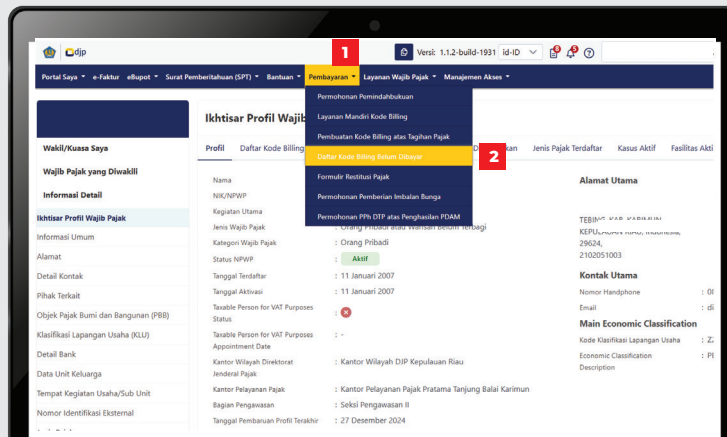 djp
1
Versi: 1.1.2-build-1931 id-ID
Portal Saya e-Faktur eBupot Surat Pemberitahuan (SPT) Bantuan Pembayaran Layanan Wajib Pajak Manajemen Akses
Permohonan Pemindahbukuan
Layanan Mandiri Kode Billing
Pembuatan Kode Billing atas Tagihan Pajak
Daftar Kode Billing Belum Dibayar
2
Formulir Restitusi Pajak
Permohonan Pemberian Imbalan Bunga
Permohonan PPh DTP atas Penghasilan PDAM
Wakil/Kuasa Saya
Wajib Pajak yang Diwakili
Informasi Detail
Ikhtisar Profil Wajib Pajak
Informasi Umum
Alamat
Detail Kontak
Pihak Terkait
Objek Pajak Bumi dan Bangunan (PBB)
Klasifikasi Lapangan Usaha (KLU)
Detail Bank
Data Unit Keluarga
Tempat Kegiatan Usaha/Sub Unit
Nomor Identifikasi Eksternal
Ikhtisar Profil Wajib
Profil Daftar Kode Billing Jenis Pajak Terdaftar Kasus Aktif Fasilitas Akti
Nama
NIK/NPWP
Kegiatan Utama
Jenis Wajib Pajak : Orang Pribadi atau Warisan Belum Terbagi
Kategori Wajib Pajak : Orang Pribadi
Status NPWP : Aktif
Tanggal Terdaftar : 11 Januari 2007
Tanggal Aktivasi : 11 Januari 2007
Taxable Person for VAT Purposes
Status :
Taxable Person for VAT Purposes : -
Appointment Date
Kantor Wilayah Direktorat : Kantor Wilayah DJP Kepulauan Riau
Jenderal Pajak
Kantor Pelayanan Pajak : Kantor Pelayanan Pajak Pratama Tanjung Balai Karimun
Bagian Pengawasan : Seksi Pengawasan II
Tanggal Pembaruan Profil Terakhir : 27 Desember 2024
Alamat Utama
29624,
2102051003
Kontak Utama
Nomor Handphone : 0
Email : di
Main Economic Classification
Kode Klasifikasi Lapangan Usaha : Z
Economic Classification
Description